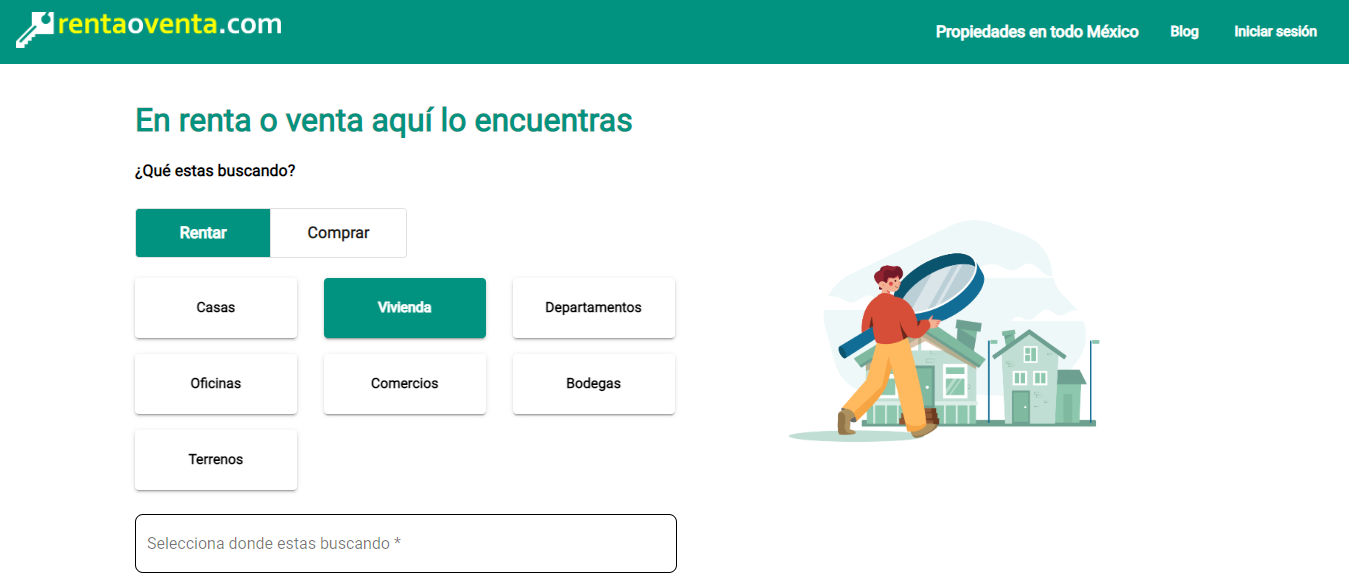 rentaoventa.com
Propiedades en todo México
Blog
Iniciar sesión
En renta o venta aquí lo encuentras
¿Qué estas buscando?
Rentar
Comprar
Casas
Vivienda
Departamentos
Oficinas
Comercios
Bodegas
Terrenos
Selecciona donde estas buscando *